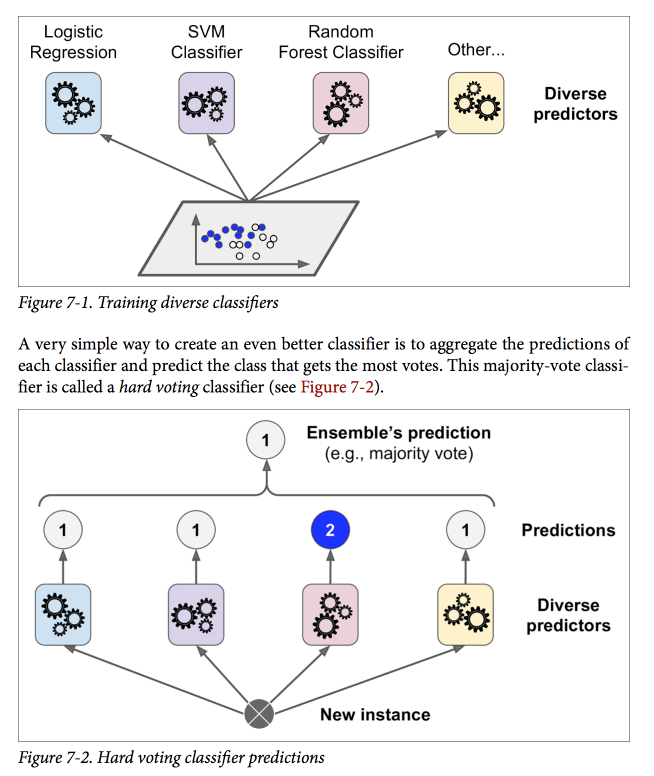 Logistic
Regression
SVM
Classifier
Random
Forest Classifier
Other...
Diverse
predictors
Figure 7-1. Training diverse classifiers
A very simple way to create an even better classifier is to aggregate the predictions of
each classifier and predict the class that gets the most votes. This majority-vote classi-
fier is called a hard voting classifier (see Figure 7-2).
1
Ensemble's prediction
(e.g., majority vote)
1 1 2 1 Predictions
Diverse
predictors
New instance
Figure 7-2. Hard voting classifier predictions